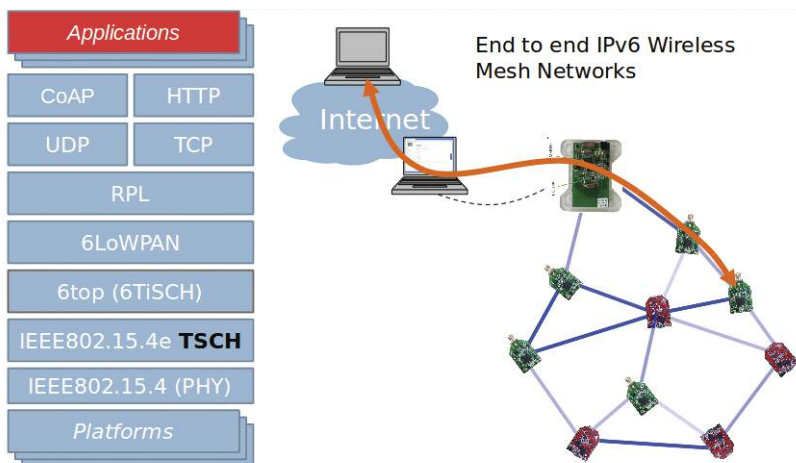 Applications
CoAP
HTTP
UDP
TCP
RPL
6LoWPAN
6top (6TiSCH)
IEEE802.15.4e TSCH
IEEE802.15.4 (PHY)
Platforms
Internet
End to end IPv6 Wireless
Mesh Networks